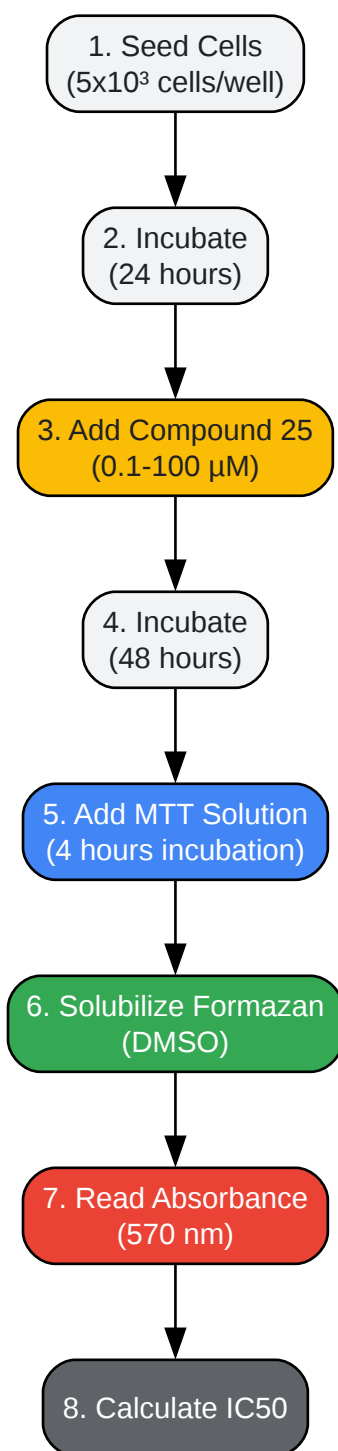 1. Seed Cells
(5x10³ cells/well)
2. Incubate
(24 hours)
3. Add Compound 25
(0.1-100 µM)
4. Incubate
(48 hours)
5. Add MTT Solution
(4 hours incubation)
6. Solubilize Formazan
(DMSO)
7. Read Absorbance
(570 nm)
8. Calculate IC50